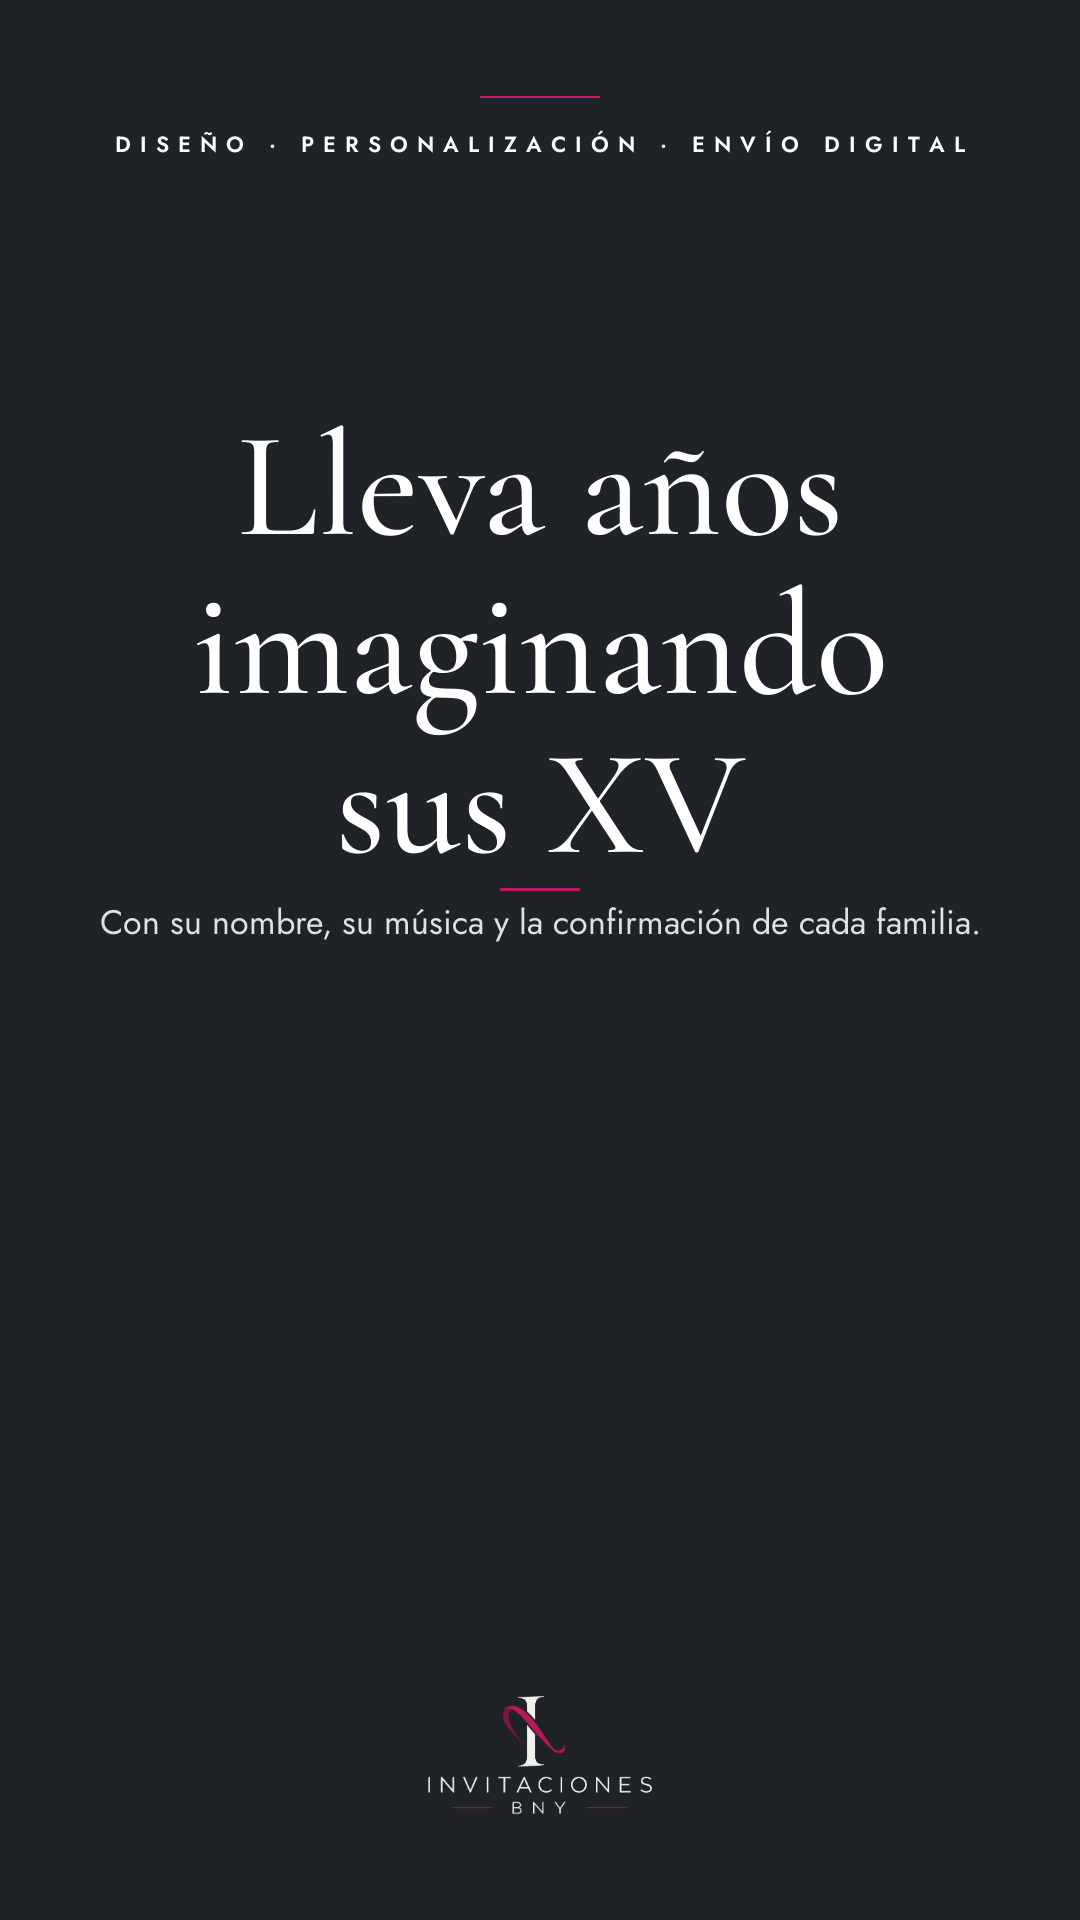 DISEÑO · PERSONALIZACIÓN · ENVÍO DIGITAL
Lleva años
imaginando
sus XV
Con su nombre, su música y la confirmación de cada familia.
I
INVITACIONES
BNY